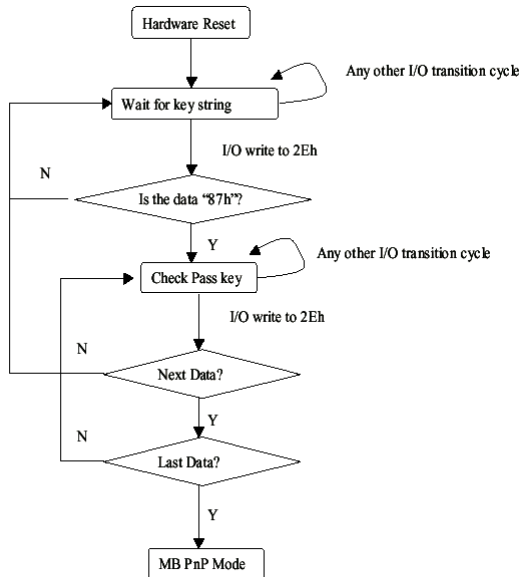 Hardware Reset
Any other I/O transition cycle
Wait for key string
I/O write to 2Eh
N
Is the data “87h”?
Y
Any other I/O transition cycle
Check Pass key
I/O write to 2Eh
N
Next Data?
Y
N
Last Data?
Y
MB PnP Mode